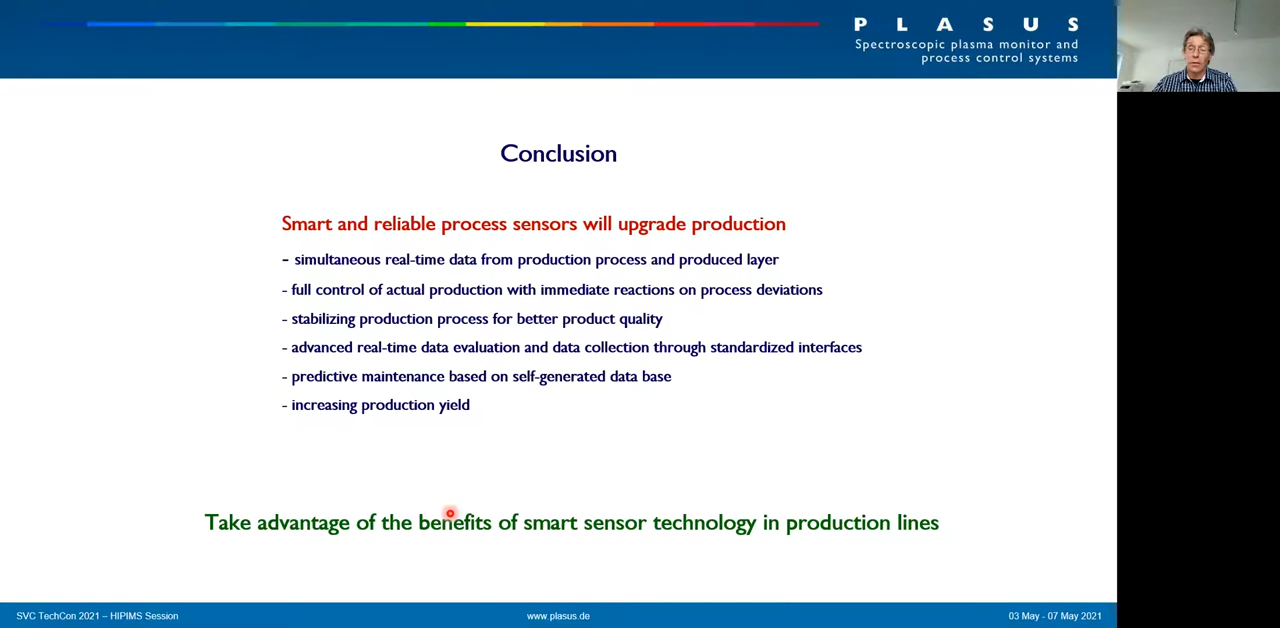 P L A S U S
Spectroscopic plasma monitor and
process control systems
Conclusion
Smart and reliable process sensors will upgrade production
- simultaneous real-time data from production process and produced layer
- full control of actual production with immediate reactions on process deviations
- stabilizing production process for better product quality
- advanced real-time data evaluation and data collection through standardized interfaces
- predictive maintenance based on self-generated data base
- increasing production yield
Take advantage of the benefits of smart sensor technology in production lines
SVC TechCon 2021 – HIPIMS Session
www.plasus.de
03 May - 07 May 2021